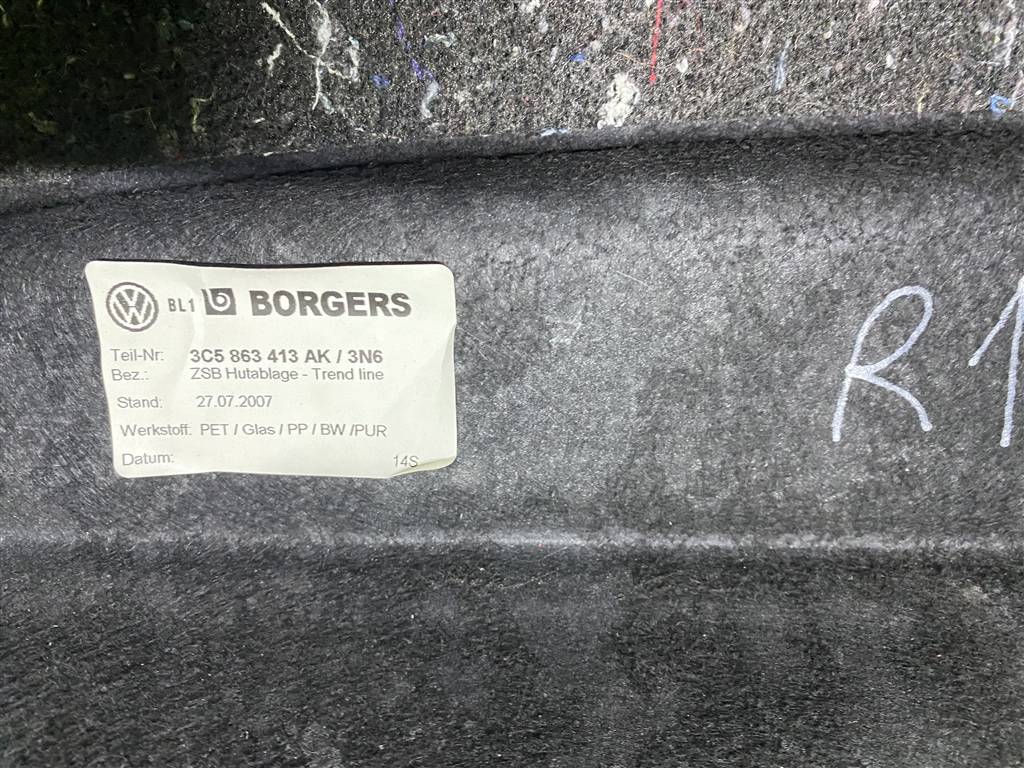 VW BL1 BORGERS
Teil-Nr: 3C5 863 413 AK / 3N6
Bez.: ZSB Hutablage - Trend line
Stand: 27.07.2007
Werkstoff: PET / Glas / PP / BW /PUR
Datum: 14S
R1